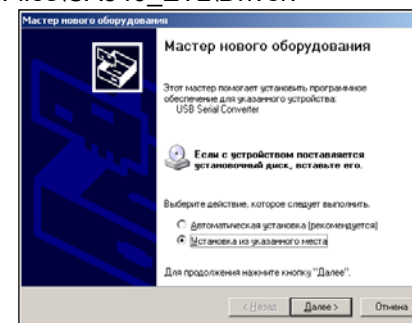 Мастер нового оборудования
Мастер нового оборудования
Этот мастер помогает установить программное
обеспечение для указанного устройства:
USB Serial Converter
Если с устройством поставляется
установочный диск, вставьте его.
Выберите действие, которое следует выполнить.
Автоматическая установка (рекомендуется)
Установка из указанного места
Для продолжения нажмите кнопку "Далее".
< Назад
Далее >
Отмена